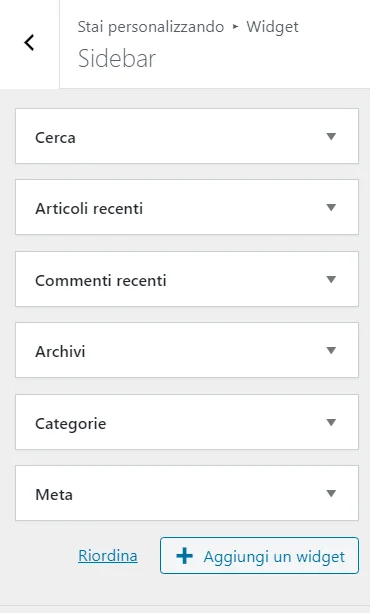 Stai personalizzando ▸ Widget
Sidebar
Cerca
Articoli recenti
Commenti recenti
Archivi
Categorie
Meta
Riordina
Aggiungi un widget